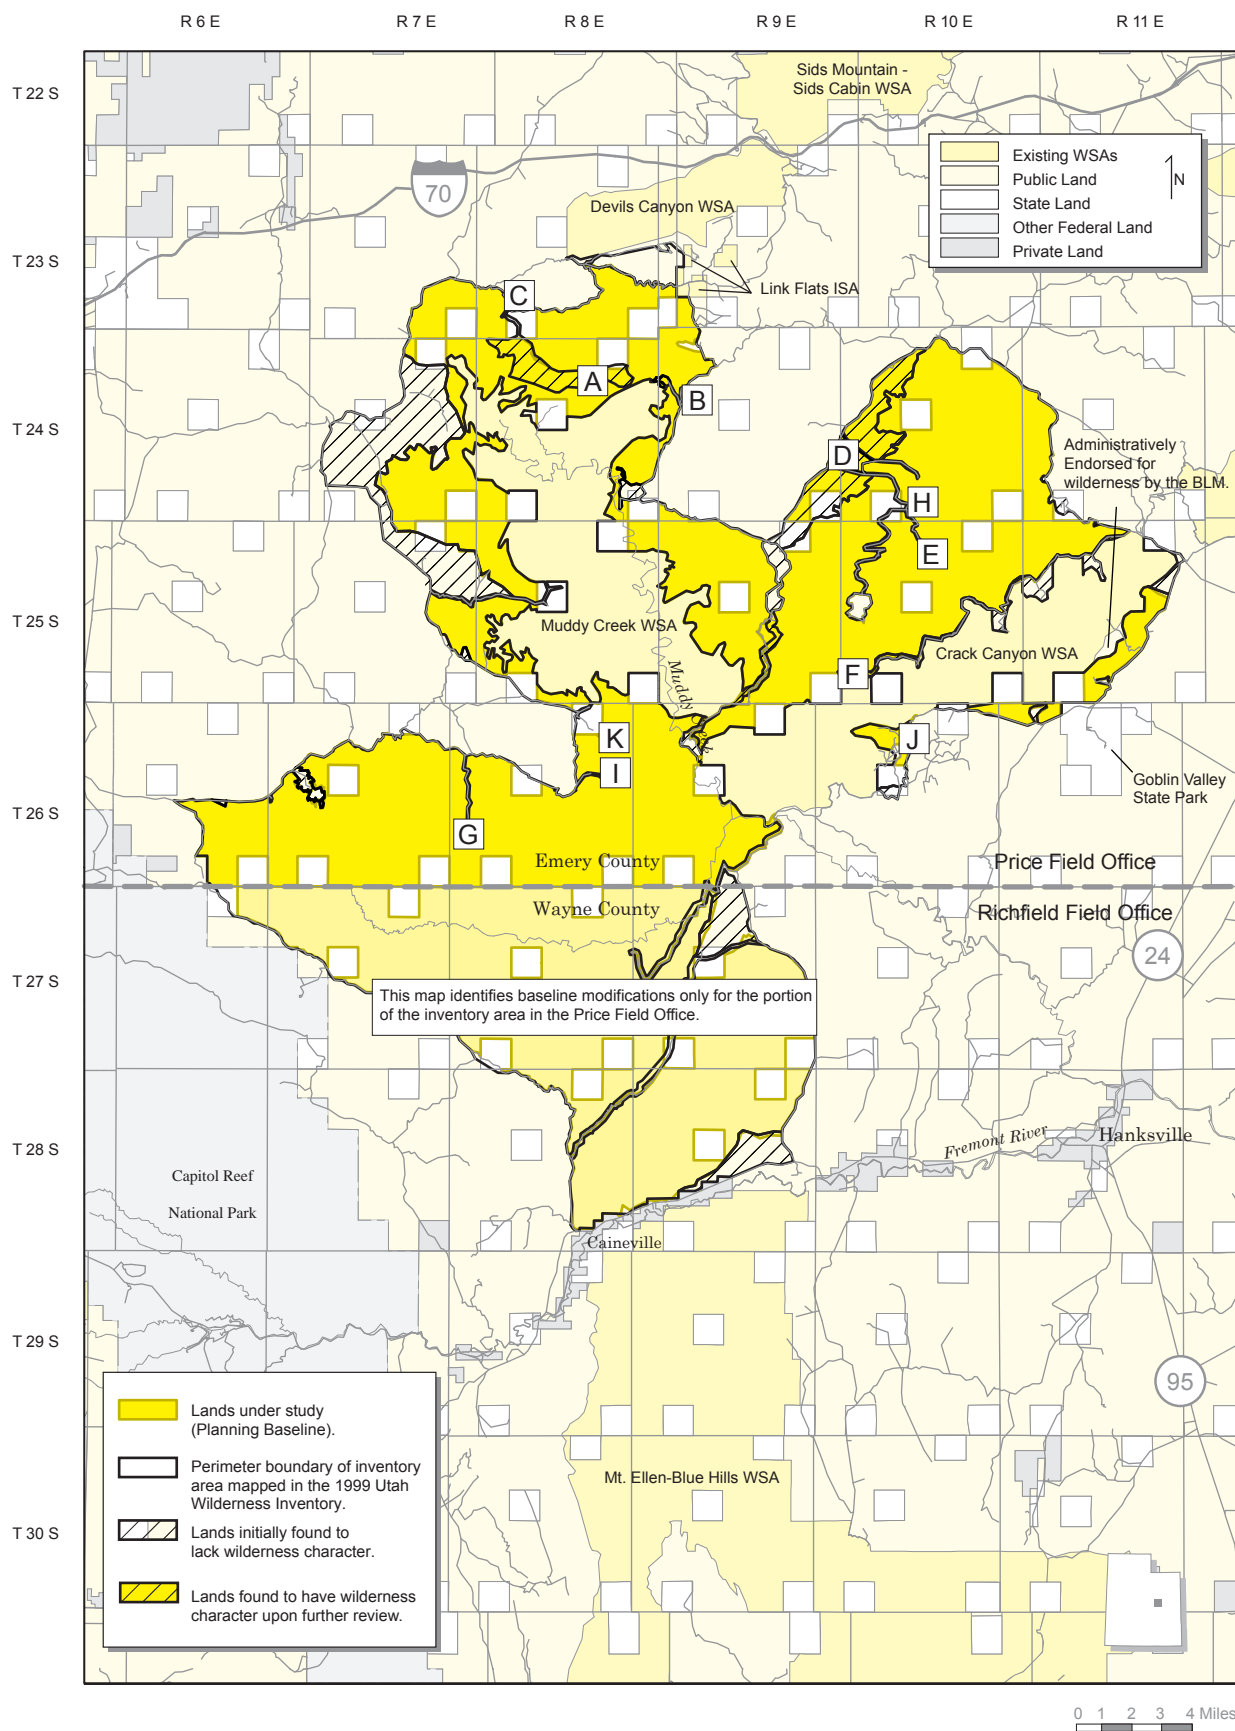 R 6 E
R 7 E
R 8 E
R 9 E
R 10 E
R 11 E
T 22 S
T 23 S
T 24 S
T 25 S
T 26 S
T 27 S
T 28 S
T 29 S
T 30 S
Sids Mountain -
Sids Cabin WSA
Existing WSAs
Public Land
State Land
Other Federal Land
Private Land
N
70
Devils Canyon WSA
Link Flats ISA
C
A
B
D
H
E
Administratively
Endorsed for
wilderness by the BLM.
Muddy Creek WSA
Muddy Creek
Crack Canyon WSA
F
K
J
I
G
Goblin Valley
State Park
Emery County
Price Field Office
Wayne County
Richfield Field Office
24
This map identifies baseline modifications only for the portion
of the inventory area in the Price Field Office.
Fremont River
Hanksville
Capitol Reef
National Park
Caineville
95
Mt. Ellen-Blue Hills WSA
Lands under study
(Planning Baseline).
Perimeter boundary of inventory
area mapped in the 1999 Utah
Wilderness Inventory.
Lands initially found to
lack wilderness character.
Lands found to have wilderness
character upon further review.
0 1 2 3 4 Miles